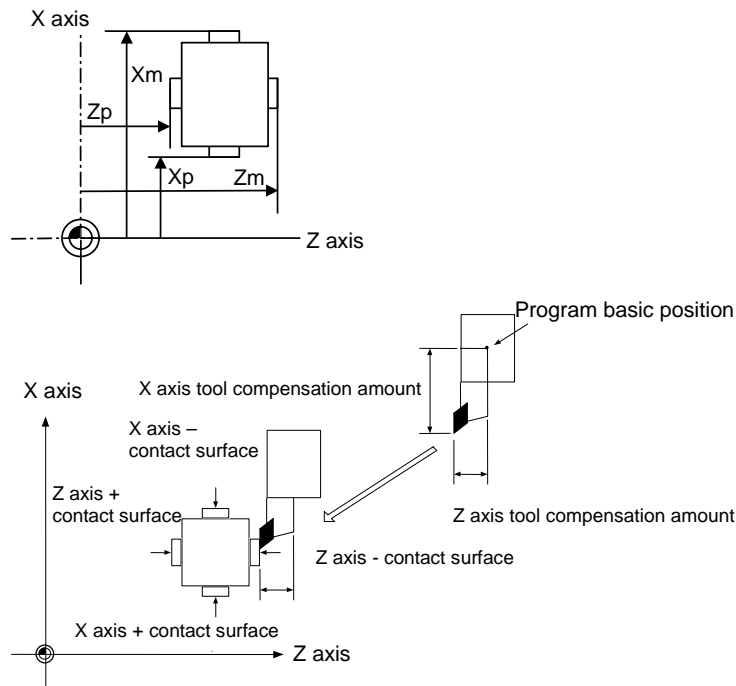 X axis
Xm
Zp
Xp
Zm
Z axis
Program basic position
X axis tool compensation amount
X axis
X axis –
contact surface
Z axis +
contact surface
Z axis tool compensation amount
Z axis - contact surface
X axis + contact surface
Z axis